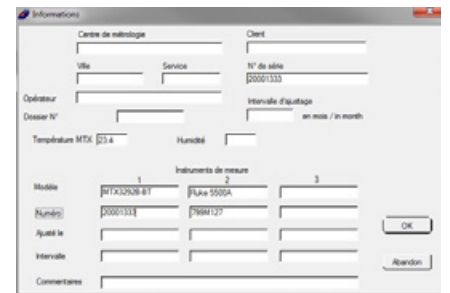 Informations
Centre de métrologie Client
Ville Service N° de série
20001333
Opérateur Intervalle d'ajustage
Dossier N° en mois / in month
Température MTX 23.4 Humidité
Instruments de mesure
1 2 3
Modèle MTX3292B-BT Fluke 5500A
Numéro 20001333 799M127
Ajusté le
OK
Intervalle
Abandon
Commentaires